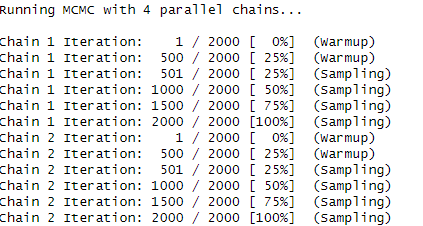 Running MCMC with 4 parallel chains...

Chain 1 Iteration:    1 / 2000 [  0%]  (Warmup)
Chain 1 Iteration:  500 / 2000 [ 25%]  (Warmup)
Chain 1 Iteration:  501 / 2000 [ 25%]  (Sampling)
Chain 1 Iteration: 1000 / 2000 [ 50%]  (Sampling)
Chain 1 Iteration: 1500 / 2000 [ 75%]  (Sampling)
Chain 1 Iteration: 2000 / 2000 [100%]  (Sampling)
Chain 2 Iteration:    1 / 2000 [  0%]  (Warmup)
Chain 2 Iteration:  500 / 2000 [ 25%]  (Warmup)
Chain 2 Iteration:  501 / 2000 [ 25%]  (Sampling)
Chain 2 Iteration: 1000 / 2000 [ 50%]  (Sampling)
Chain 2 Iteration: 1500 / 2000 [ 75%]  (Sampling)
Chain 2 Iteration: 2000 / 2000 [100%]  (Sampling)